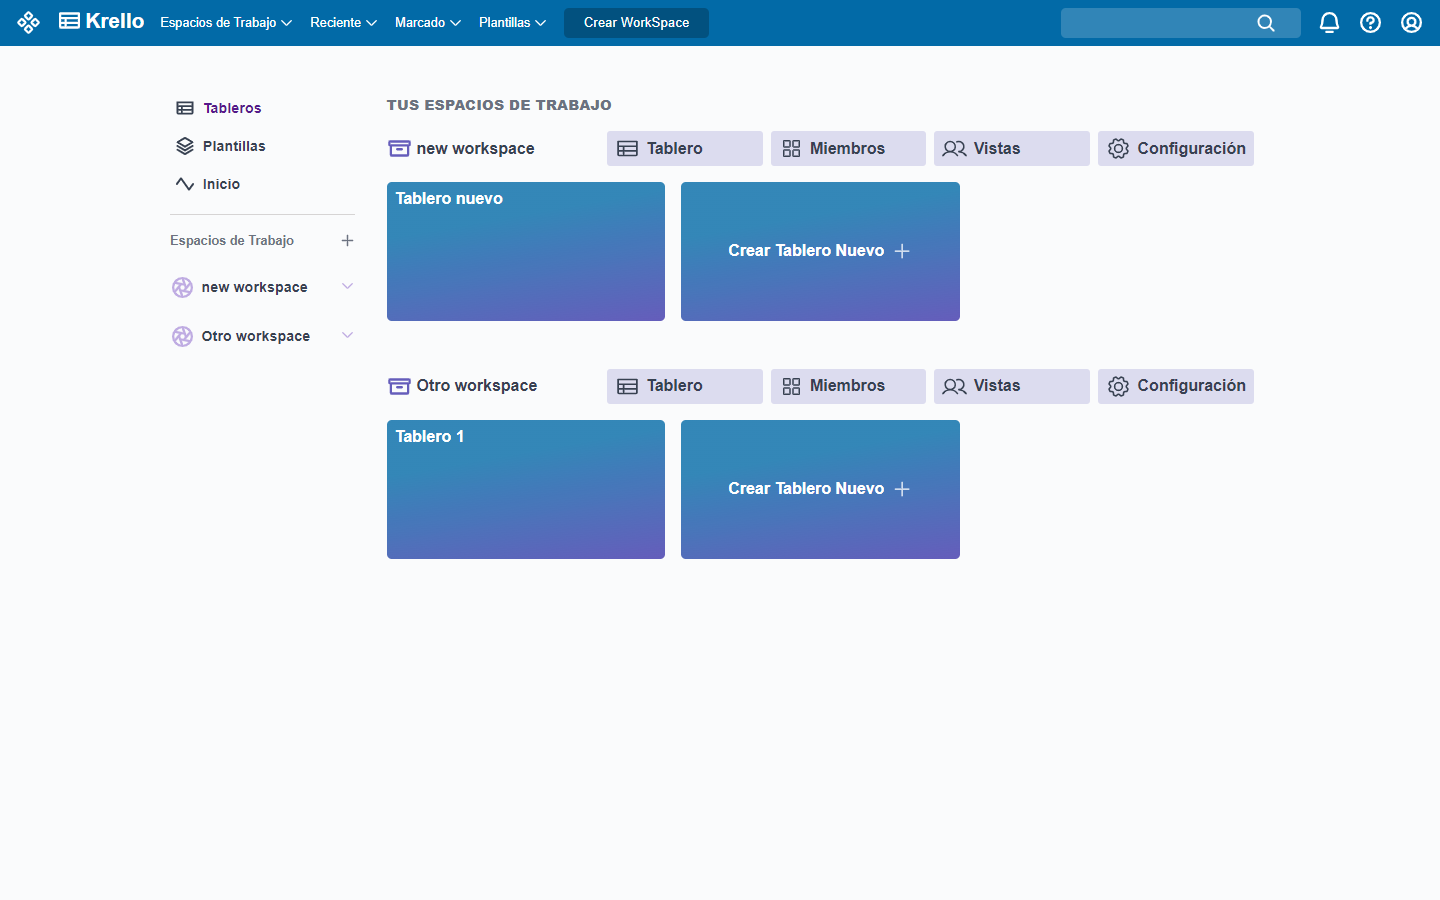 Krello Espacios de Trabajo Reciente Marcado Plantillas Crear WorkSpace
Tableros
Plantillas
Inicio
Espacios de Trabajo
new workspace
Otro workspace
TUS ESPACIOS DE TRABAJO
new workspace Tablero Miembros Vistas Configuración
Tablero nuevo
Crear Tablero Nuevo
Otro workspace Tablero Miembros Vistas Configuración
Tablero 1
Crear Tablero Nuevo